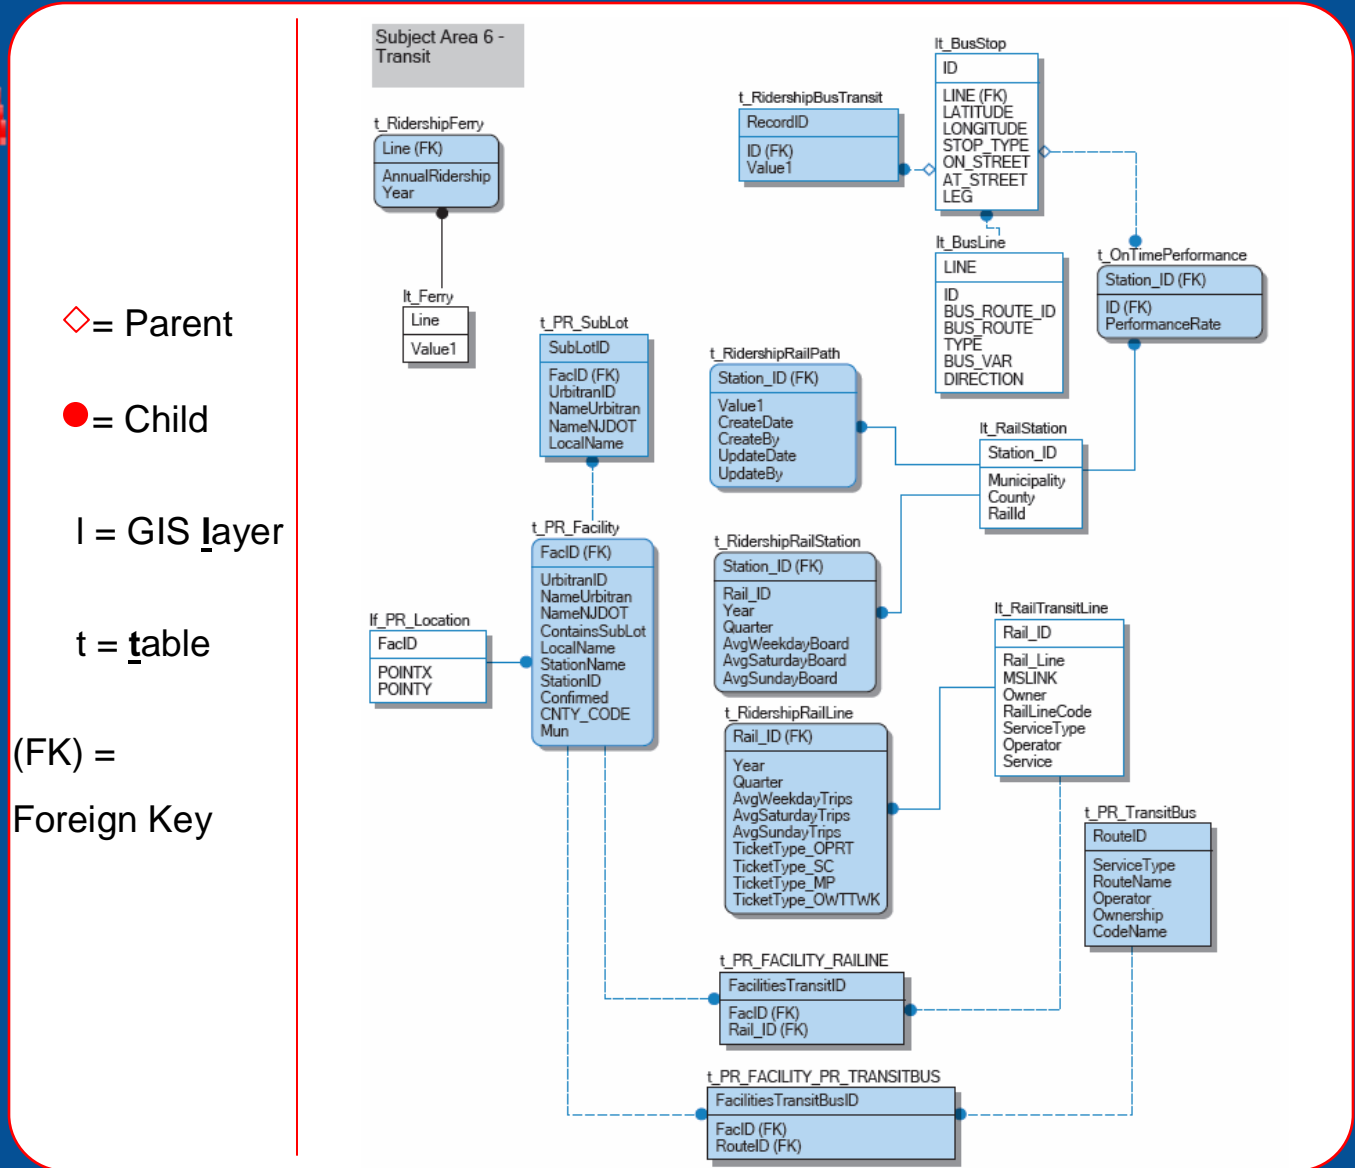 ◇= Parent
●= Child
l = GIS layer
t = table
(FK) =
Foreign Key
Subject Area 6 -
Transit
t_RidershipFerry
Line (FK)
AnnualRidership
Year
lt_Ferry
Line
Value1
t_PR_SubLot
SubLotID
FacID (FK)
UrbitranID
NameUrbitran
NameNJDOT
LocalName
t_PR_Facility
FacID (FK)
UrbitranID
NameUrbitran
NameNJDOT
ContainsSubLot
LocalName
StationName
StationID
Confirmed
CNTY_CODE
Mun
lf_PR_Location
FacID
POINTX
POINTY
t_RidershipBusTransit
RecordID
ID (FK)
Value1
lt_BusStop
ID
LINE (FK)
LATITUDE
LONGITUDE
STOP_TYPE
ON_STREET
AT_STREET
LEG
lt_BusLine
LINE
ID
BUS_ROUTE_ID
BUS_ROUTE
TYPE
BUS_VAR
DIRECTION
t_OnTimePerformance
Station_ID (FK)
ID (FK)
PerformanceRate
t_RidershipRailPath
Station_ID (FK)
Value1
CreateDate
CreateBy
UpdateDate
UpdateBy
lt_RailStation
Station_ID
Municipality
County
RailId
t_RidershipRailStation
Station_ID (FK)
Rail_ID
Year
Quarter
AvgWeekdayBoard
AvgSaturdayBoard
AvgSundayBoard
lt_RailTransitLine
Rail_ID
Rail_Line
MSLINK
Owner
RailLineCode
ServiceType
Operator
Service
t_RidershipRailLine
Rail_ID (FK)
Year
Quarter
AvgWeekdayTrips
AvgSaturdayTrips
AvgSundayTrips
TicketType_OPRT
TicketType_SC
TicketType_MP
TicketType_OWTTWK
t_PR_TransitBus
RouteID
ServiceType
RouteName
Operator
Ownership
CodeName
t_PR_FACILITY_RAILINE
FacilitiesTransitID
FacID (FK)
Rail_ID (FK)
t_PR_FACILITY_PR_TRANSITBUS
FacilitiesTransitBusID
FacID (FK)
RouteID (FK)